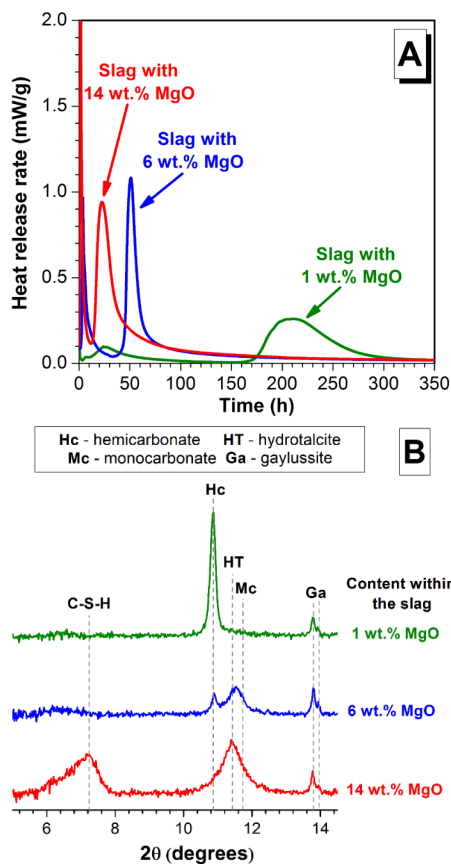 A
Slag with
14 wt.% MgO
Slag with
6 wt.% MgO
Slag with
1 wt.% MgO
Heat release rate (mW/g)
2.0
1.5
1.0
0.5
0.0
0 50 100 150 200 250 300 350
Time (h)
Hc - hemicarbonate HT - hydrotalcite
Mc - monocarbonate Ga - gaylussite
B
Hc
HT
Mc
C-S-H
Ga
Content within
the slag
1 wt.% MgO
6 wt.% MgO
14 wt.% MgO
6 8 10 12 14
2θ (degrees)